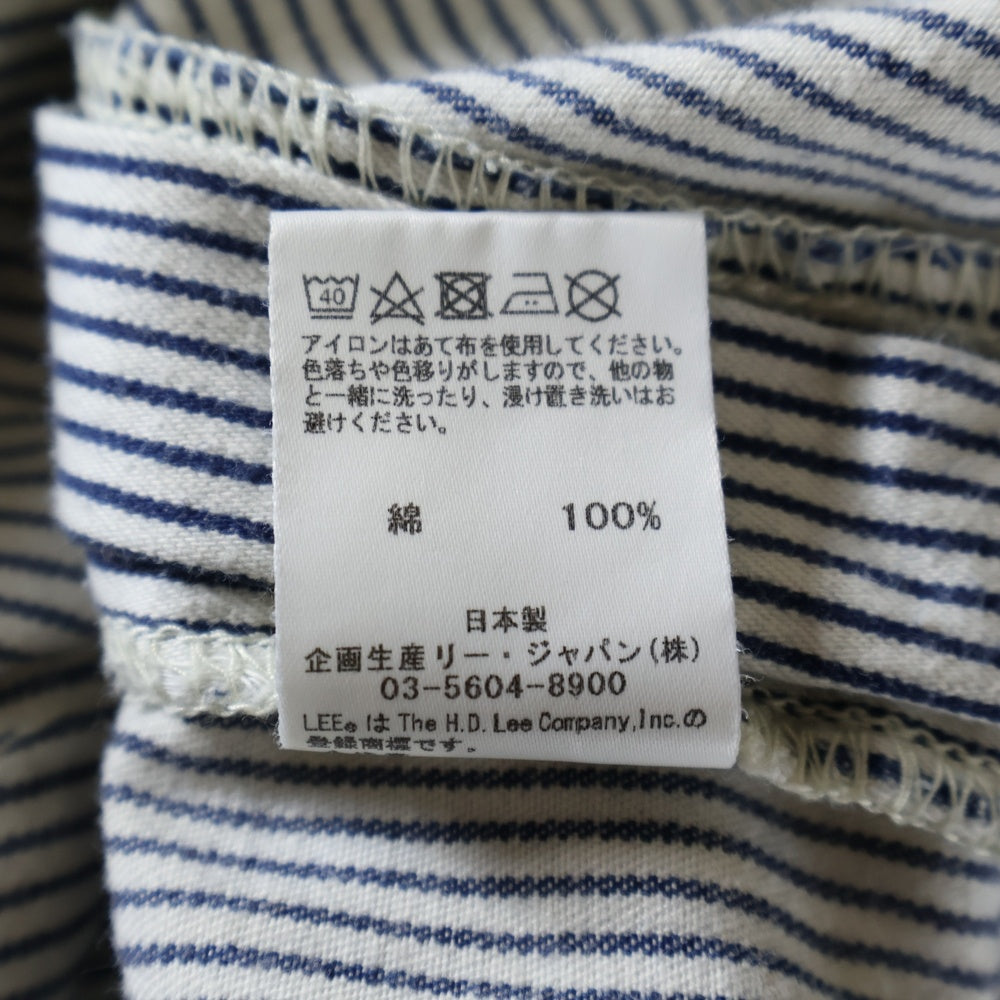 40
アイロンはあて布を使用してください。
色落ちや色移りがしますので、他の物
と一緒に洗ったり、浸け置き洗いはお
避けください。
綿 100%
日本製
企画生産リー・ジャパン(株)
03-5604-8900
LEE®は The H.D. Lee Company,Inc.の
登録商標です。